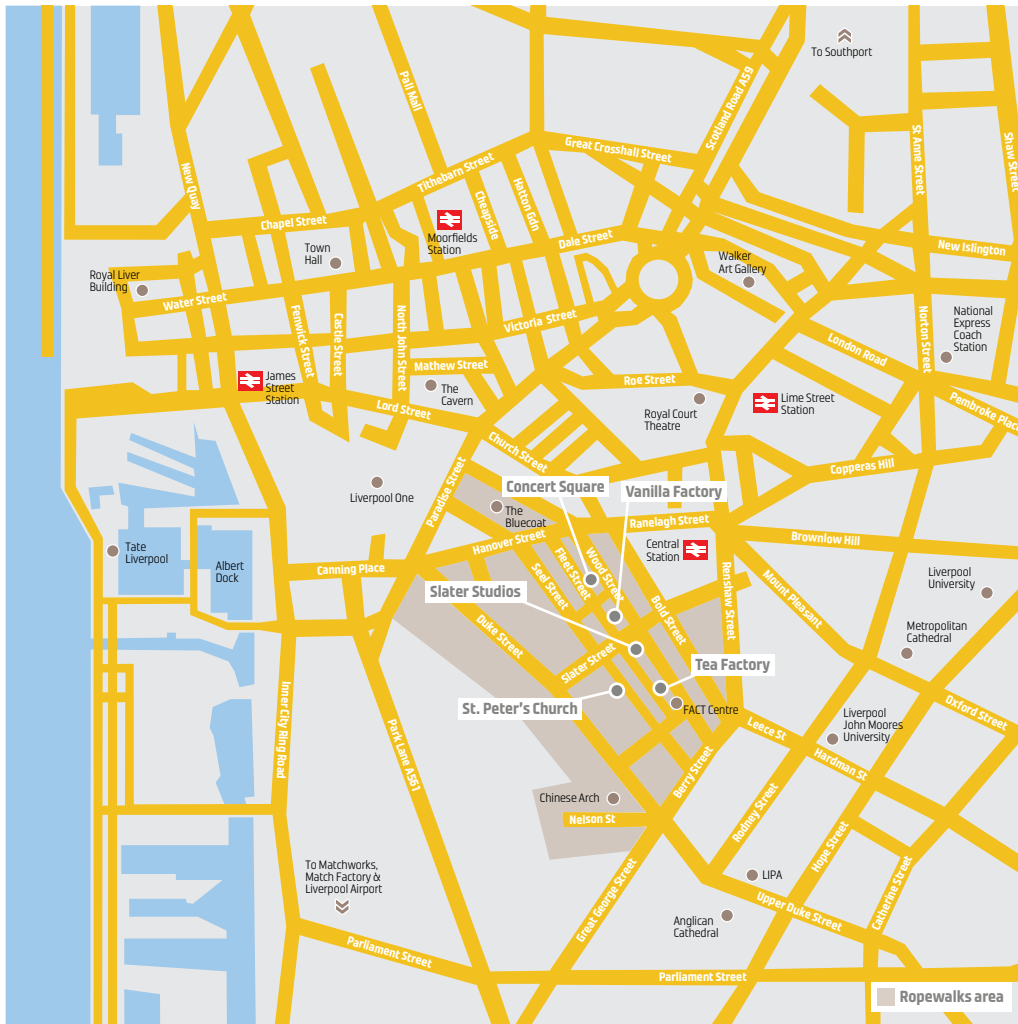 To Southport
Pall Mall
Scotland Road A59
St Anne Street
Shaw Street
Great Crosshall Street
New Quay
Tithebarn Street
Cheapside
Hatton Gdn
Chapel Street
Moorfields
Station
Dale Street
New Islington
Town
Hall
Walker
Art Gallery
Royal Liver
Building
Water Street
Fenwick Street
Castle Street
North John Street
Victoria Street
National
Express
Coach
Station
Norton Street
London Road
Mathew Street
James
Street
Station
The
Cavern
Roe Street
Lime Street
Station
Royal Court
Theatre
Pembroke Place
Lord Street
Church Street
Copperas Hill
Paradise Street
Concert Square
Vanilla Factory
Liverpool One
The
Bluecoat
Ranelagh Street
Hanover Street
Central
Station
Brownlow Hill
Tate
Liverpool
Albert
Dock
Canning Place
Seel Street
Fleet Street
Wood Street
Bold Street
Renshaw Street
Mount Pleasant
Liverpool
University
Slater Studios
Duke Street
Slater Street
Metropolitan
Cathedral
Tea Factory
St. Peter's Church
FACT Centre
Inner City Ring Road
Park Lane A561
Leece St
Liverpool
John Moores
University
Oxford Street
Hardman St
Berry Street
Chinese Arch
Nelson St
Rodney Street
Hope Street
Catherine Street
To Matchworks,
Match Factory &
Liverpool Airport
Great George Street
LIPA
Upper Duke Street
Anglican
Cathedral
Parliament Street
Parliament Street
Ropewalks area